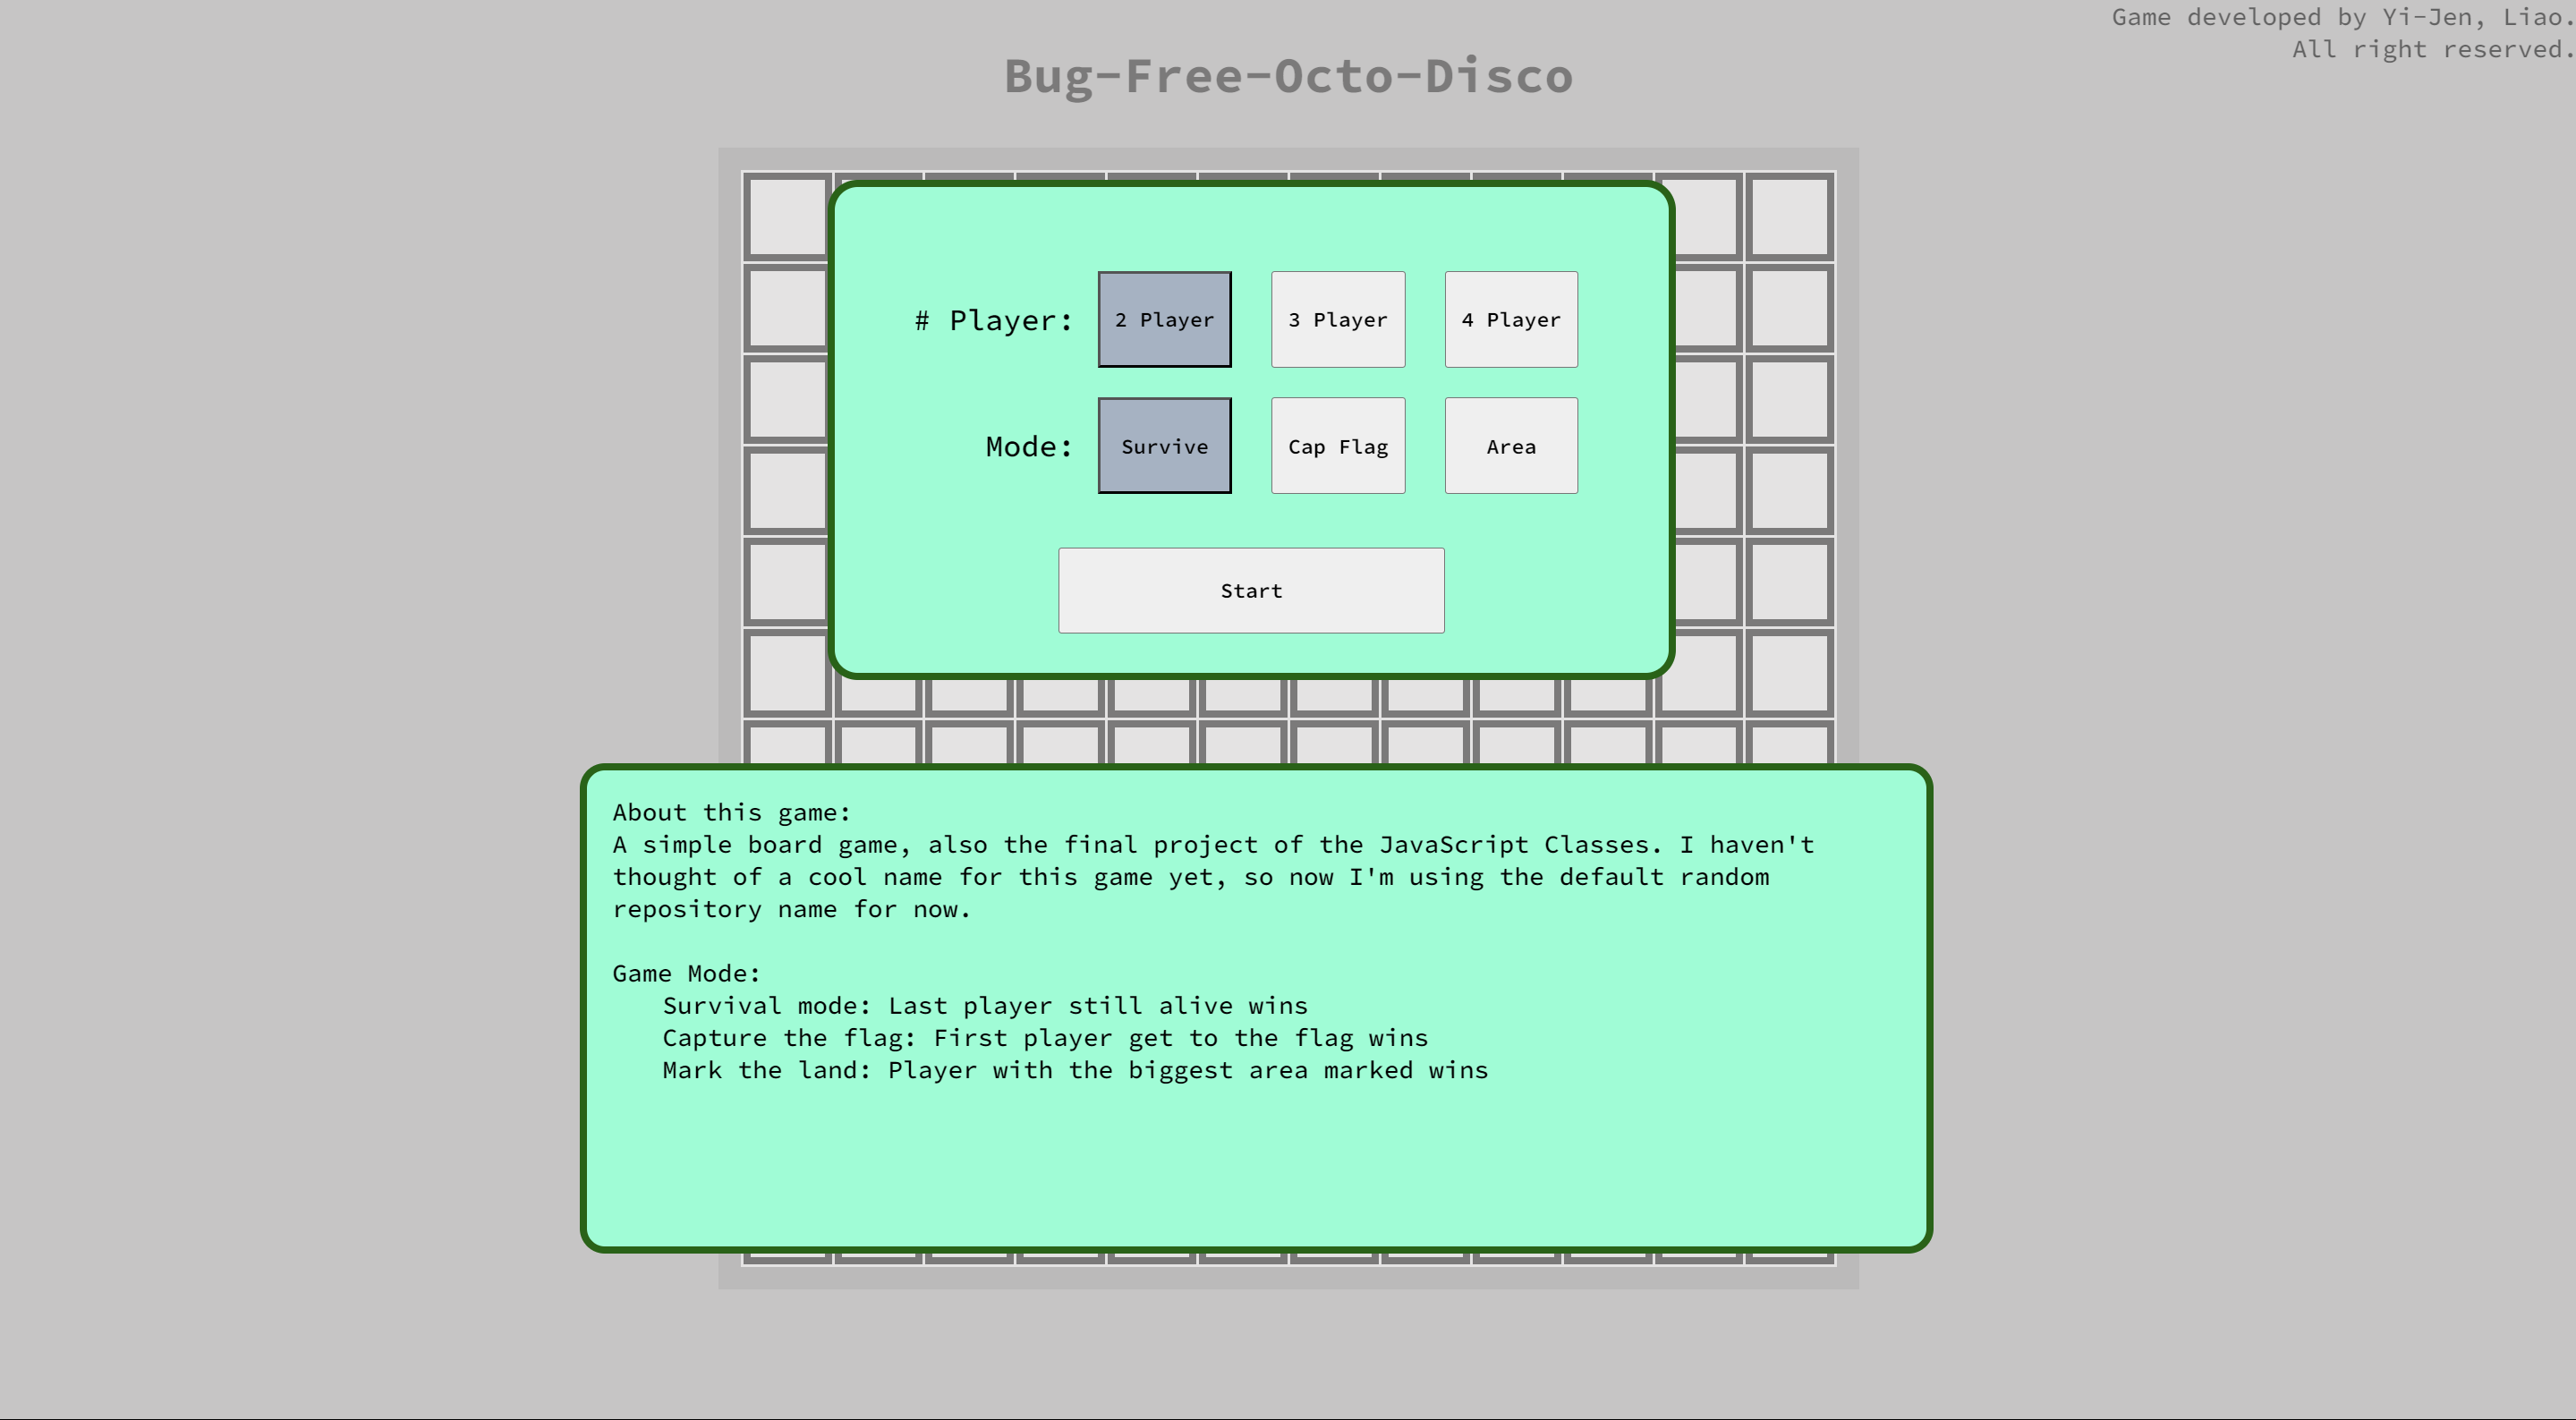 Game developed by Yi-Jen, Liao.
All right reserved.
Bug-Free-Octo-Disco
# Player: 2 Player 3 Player 4 Player
Mode: Survive Cap Flag Area
Start
About this game:
A simple board game, also the final project of the JavaScript Classes. I haven't
thought of a cool name for this game yet, so now I'm using the default random
repository name for now.
Game Mode:
Survival mode: Last player still alive wins
Capture the flag: First player get to the flag wins
Mark the land: Player with the biggest area marked wins